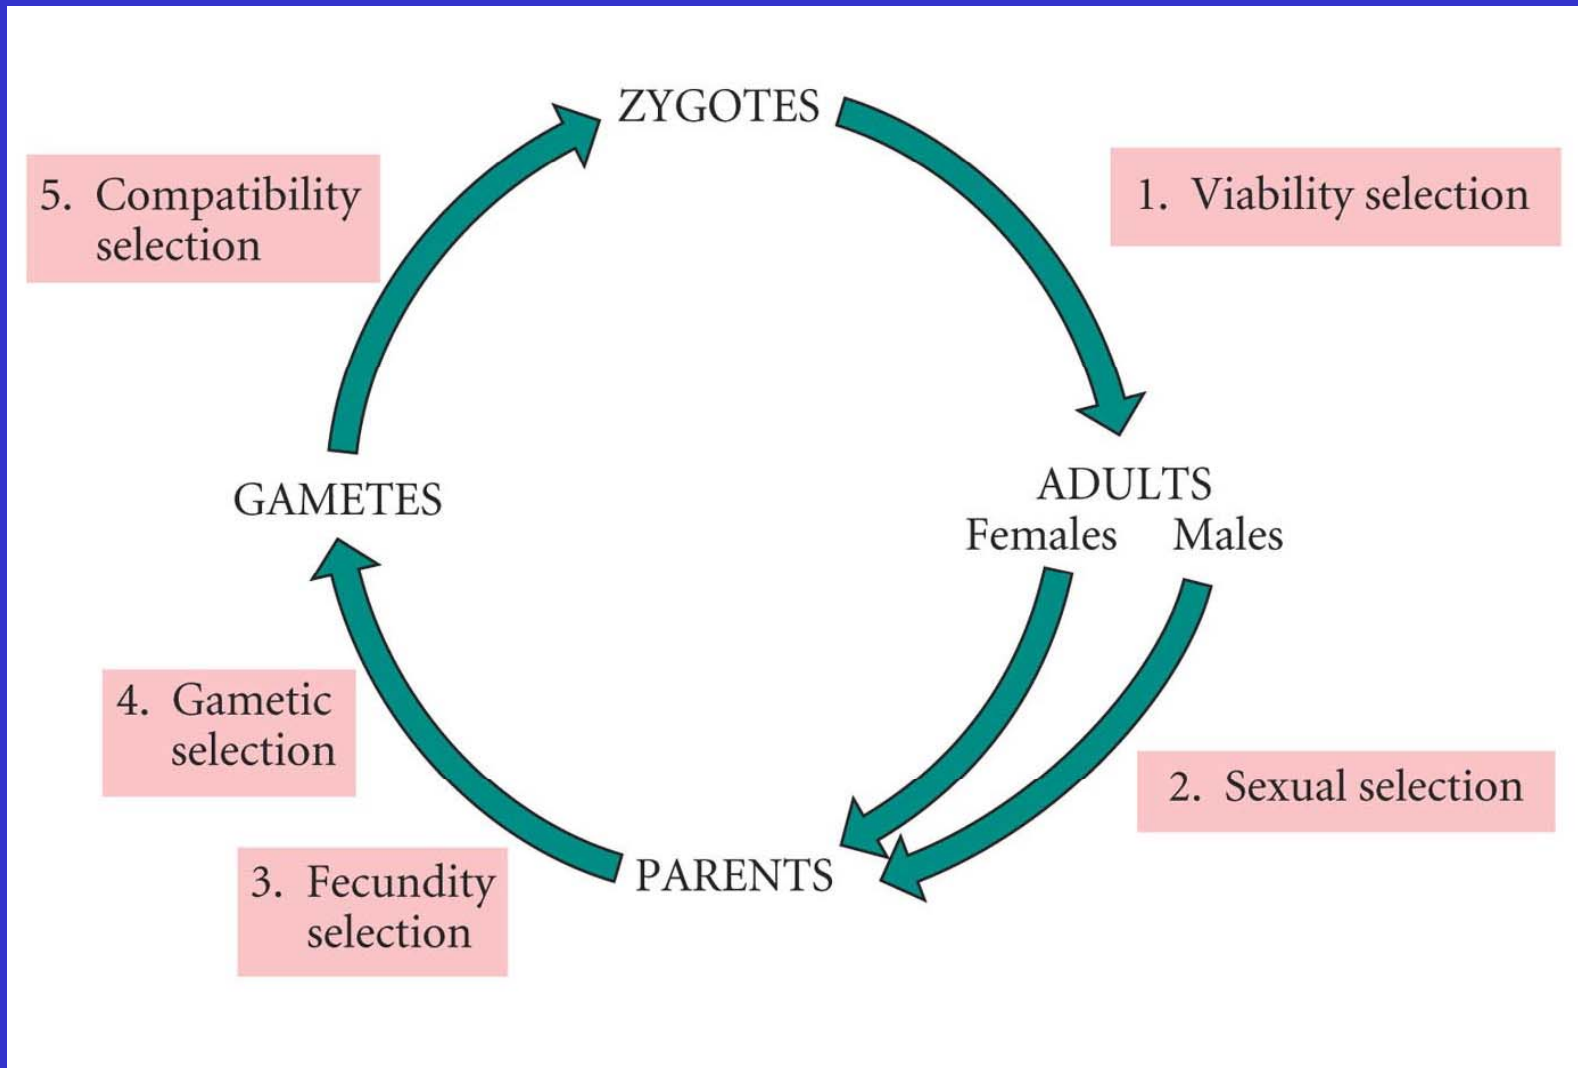 ZYGOTES
5. Compatibility
selection
1. Viability selection
GAMETES
ADULTS
Females Males
4. Gametic
selection
2. Sexual selection
PARENTS
3. Fecundity
selection